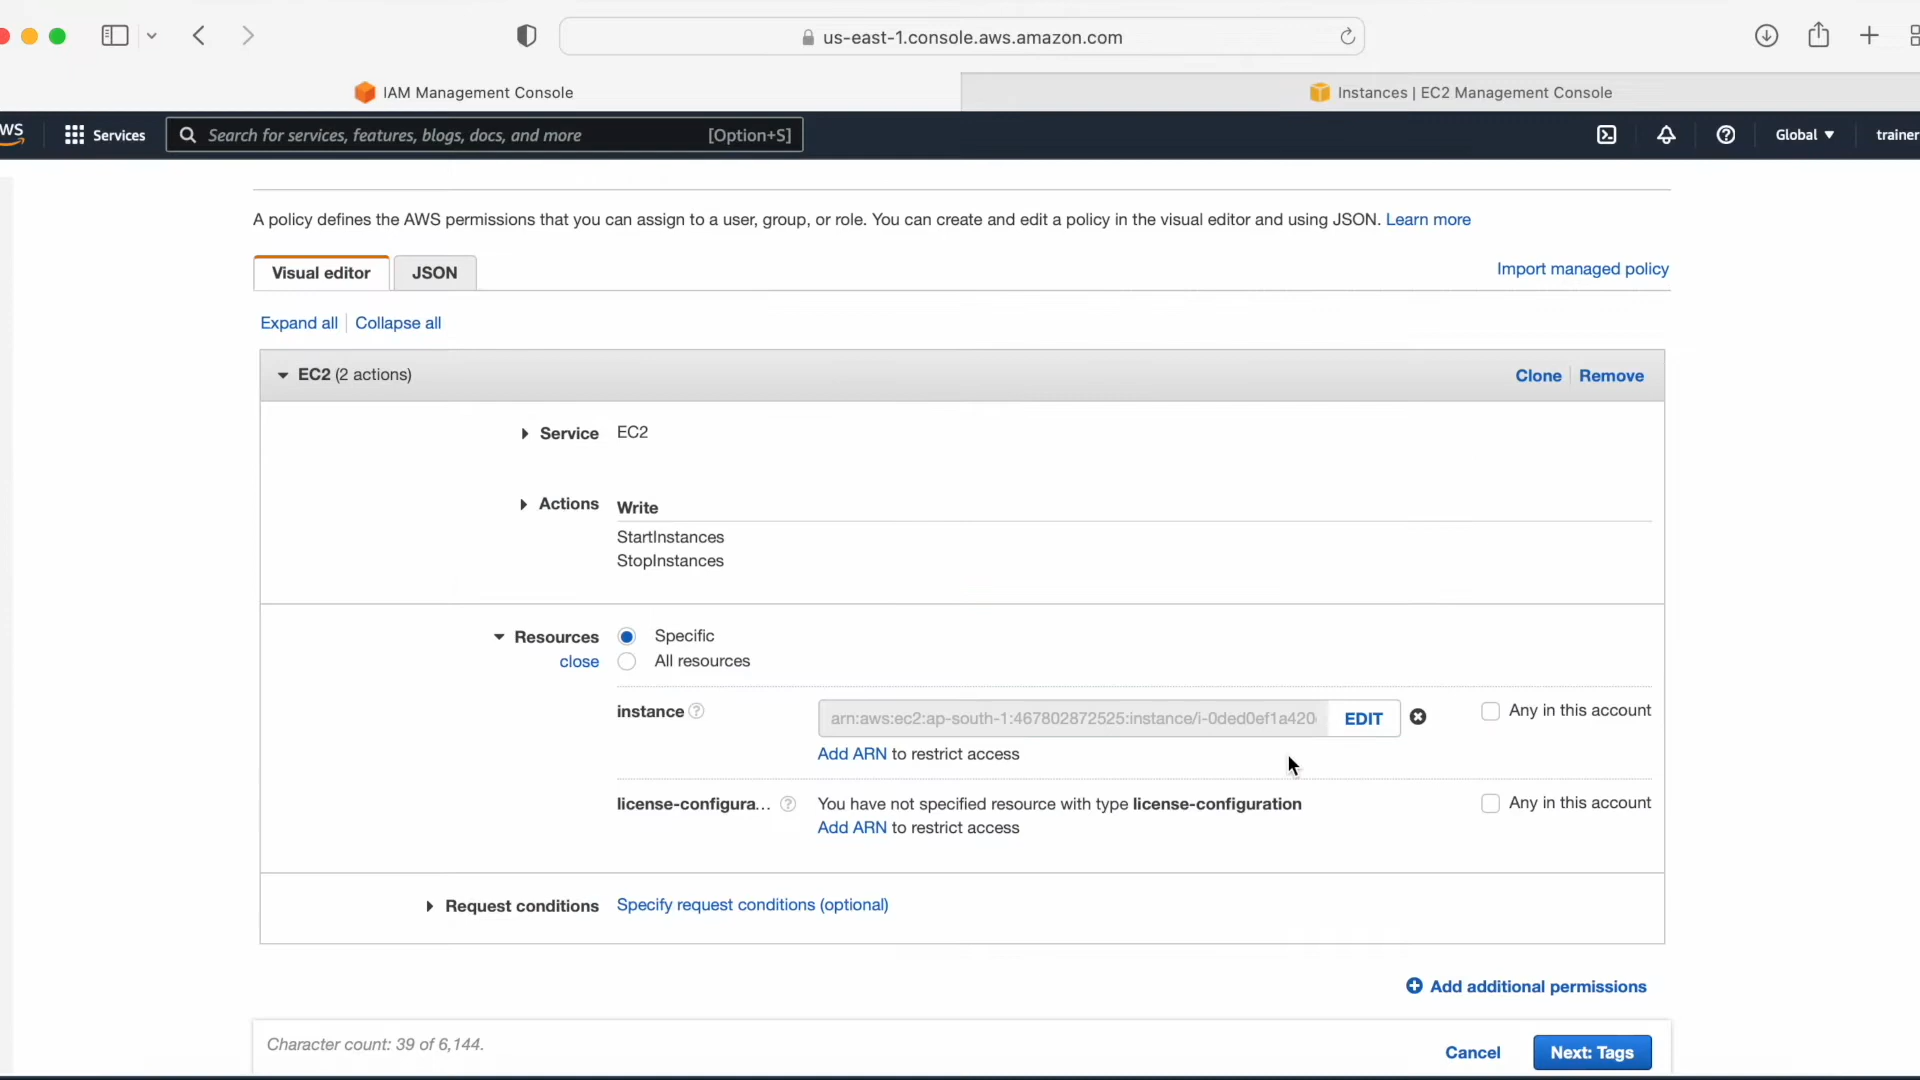 us-east-1.console.aws.amazon.com
IAM Management Console
Instances | EC2 Management Console
Services
Search for services, features, blogs, docs, and more [Option+S]
Global
trainer
A policy defines the AWS permissions that you can assign to a user, group, or role. You can create and edit a policy in the visual editor and using JSON. Learn more
Visual editor
JSON
Import managed policy
Expand all
Collapse all
EC2 (2 actions)
Clone
Remove
Service
EC2
Actions
Write
StartInstances
StopInstances
Resources
Specific
close
All resources
instance
arn:aws:ec2:ap-south-1:467802872525:instance/i-0ded0ef1a420
EDIT
Any in this account
Add ARN to restrict access
license-configura...
You have not specified resource with type license-configuration
Any in this account
Add ARN to restrict access
Request conditions
Specify request conditions (optional)
Add additional permissions
Character count: 39 of 6,144.
Cancel
Next: Tags